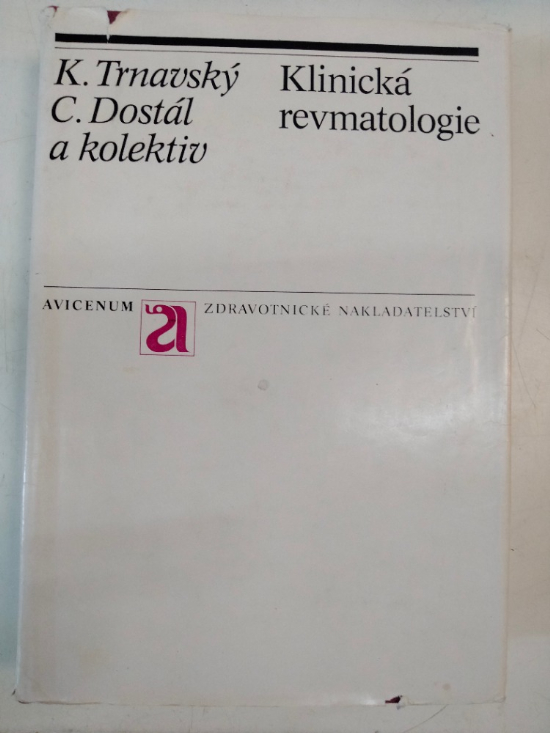 K. Trnavský
C. Dostál
a kolektiv
Klinická
revmatologie
AVICENUM
ZDRAVOTNICKÉ NAKLADATELSTVÍ